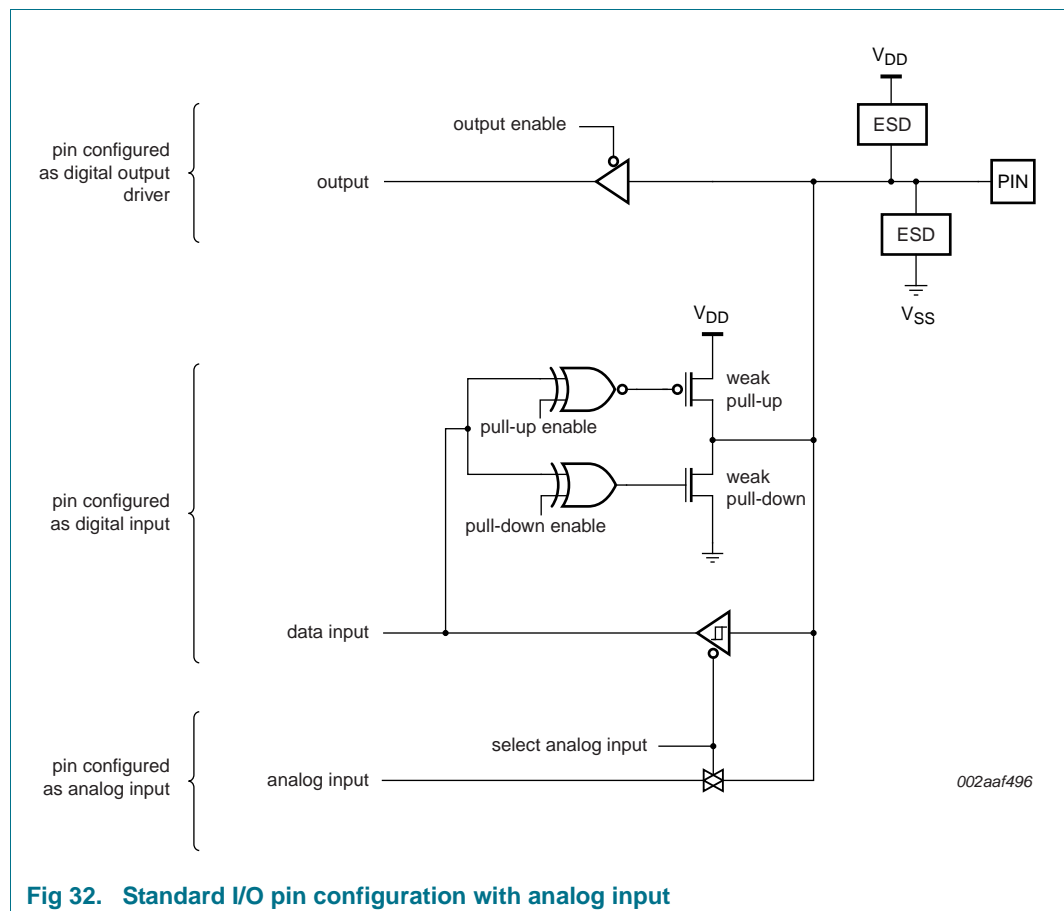 VDD
ESD
output enable
pin configured
as digital output
driver
output
PIN
ESD
VSS
VDD
weak
pull-up
pull-up enable
weak
pull-down
pull-down enable
pin configured
as digital input
data input
select analog input
pin configured
as analog input
analog input
002aaf496
Fig 32. Standard I/O pin configuration with analog input